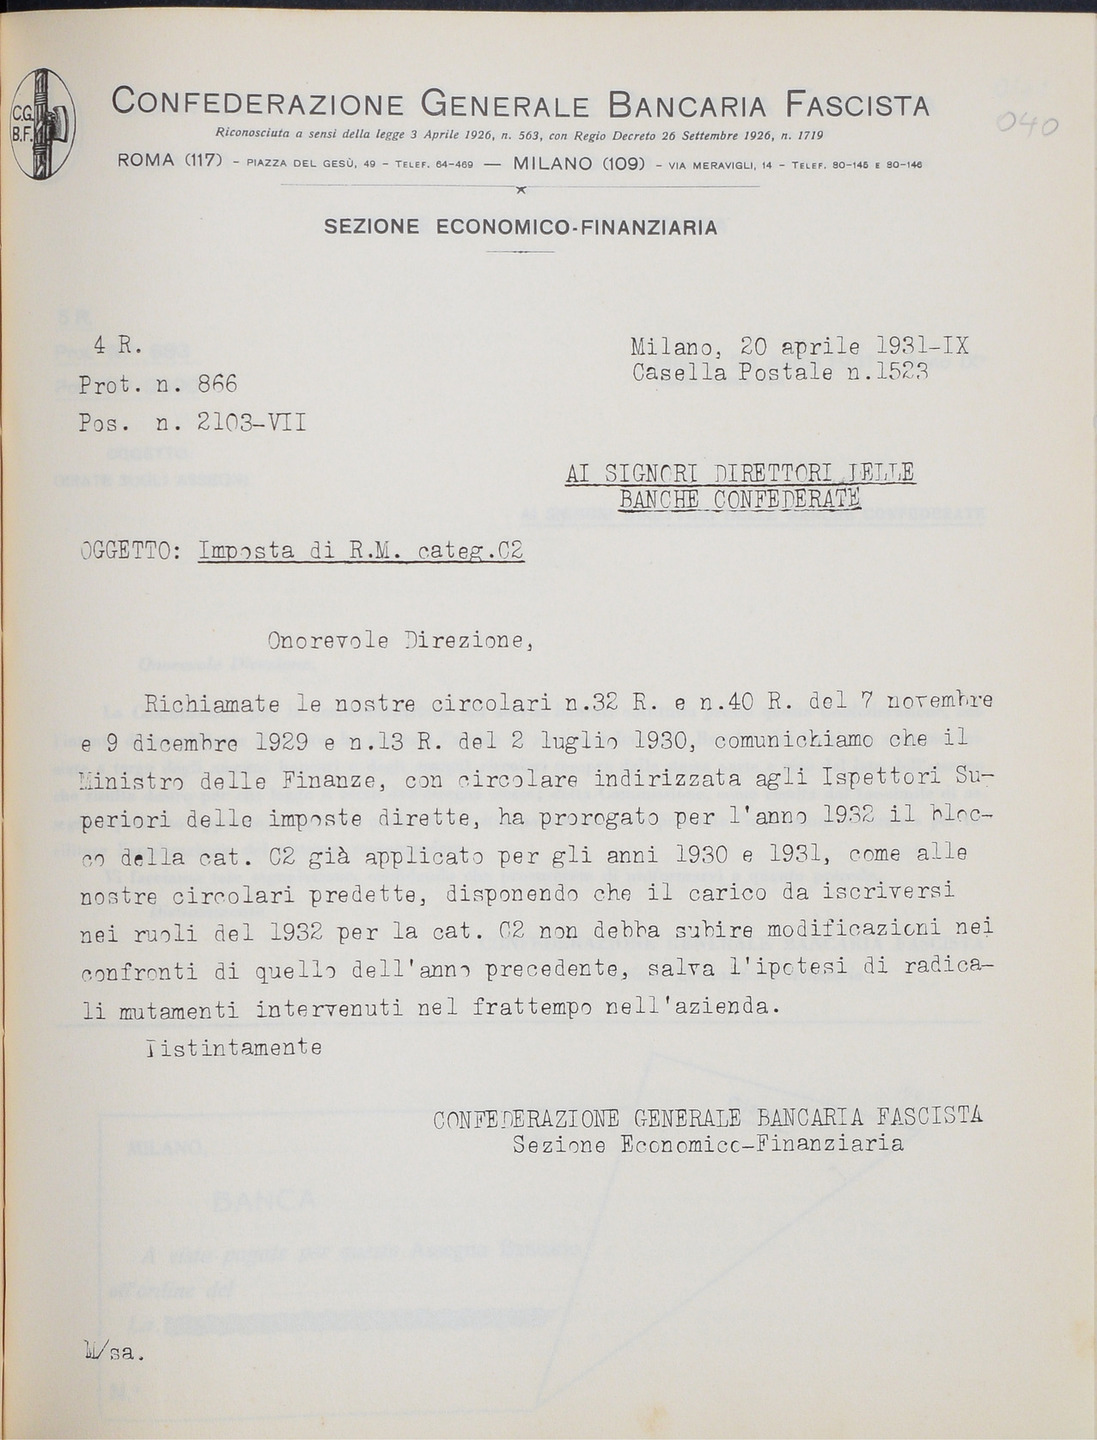 C.G.
B.F.
CONFEDERAZIONE GENERALE BANCARIA FASCISTA
040
Riconosciuta a sensi della legge 3 Aprile 1926, n. 563, con Regio Decreto 26 Settembre 1926, n. 1719
ROMA (117) - PIAZZA DEL GESÙ, 49 - TELEF. 64-469 — MILANO (109) - VIA MERAVIGLI, 14 - TELEF. 80-145 E 80-146
SEZIONE ECONOMICO-FINANZIARIA
4 R.
Prot. n. 866
Pos. n. 2103-VII
Milano, 20 aprile 1931-IX
Casella Postale n.1523
AI SIGNORI DIRETTORI DELLE
BANCHE CONFEDERATE
OGGETTO: Imposta di R.M. categ.C2
Onorevole Direzione,
Richiamate le nostre circolari n.32 R. e n.40 R. del 7 novembre
e 9 dicembre 1929 e n.13 R. del 2 luglio 1930, comunichiamo che il
Ministro delle Finanze, con circolare indirizzata agli Ispettori Su-
periori delle imposte dirette, ha prorogato per l'anno 1932 il bloc-
co della cat. C2 già applicato per gli anni 1930 e 1931, come alle
nostre circolari predette, disponendo che il carico da iscriversi
nei ruoli del 1932 per la cat. C2 non debba subire modificazioni nei
confronti di quello dell'anno precedente, salva l'ipotesi di radica-
li mutamenti intervenuti nel frattempo nell'azienda.
Distintamente
CONFEDERAZIONE GENERALE BANCARIA FASCISTA
Sezione Economico-Finanziaria
M/sa.